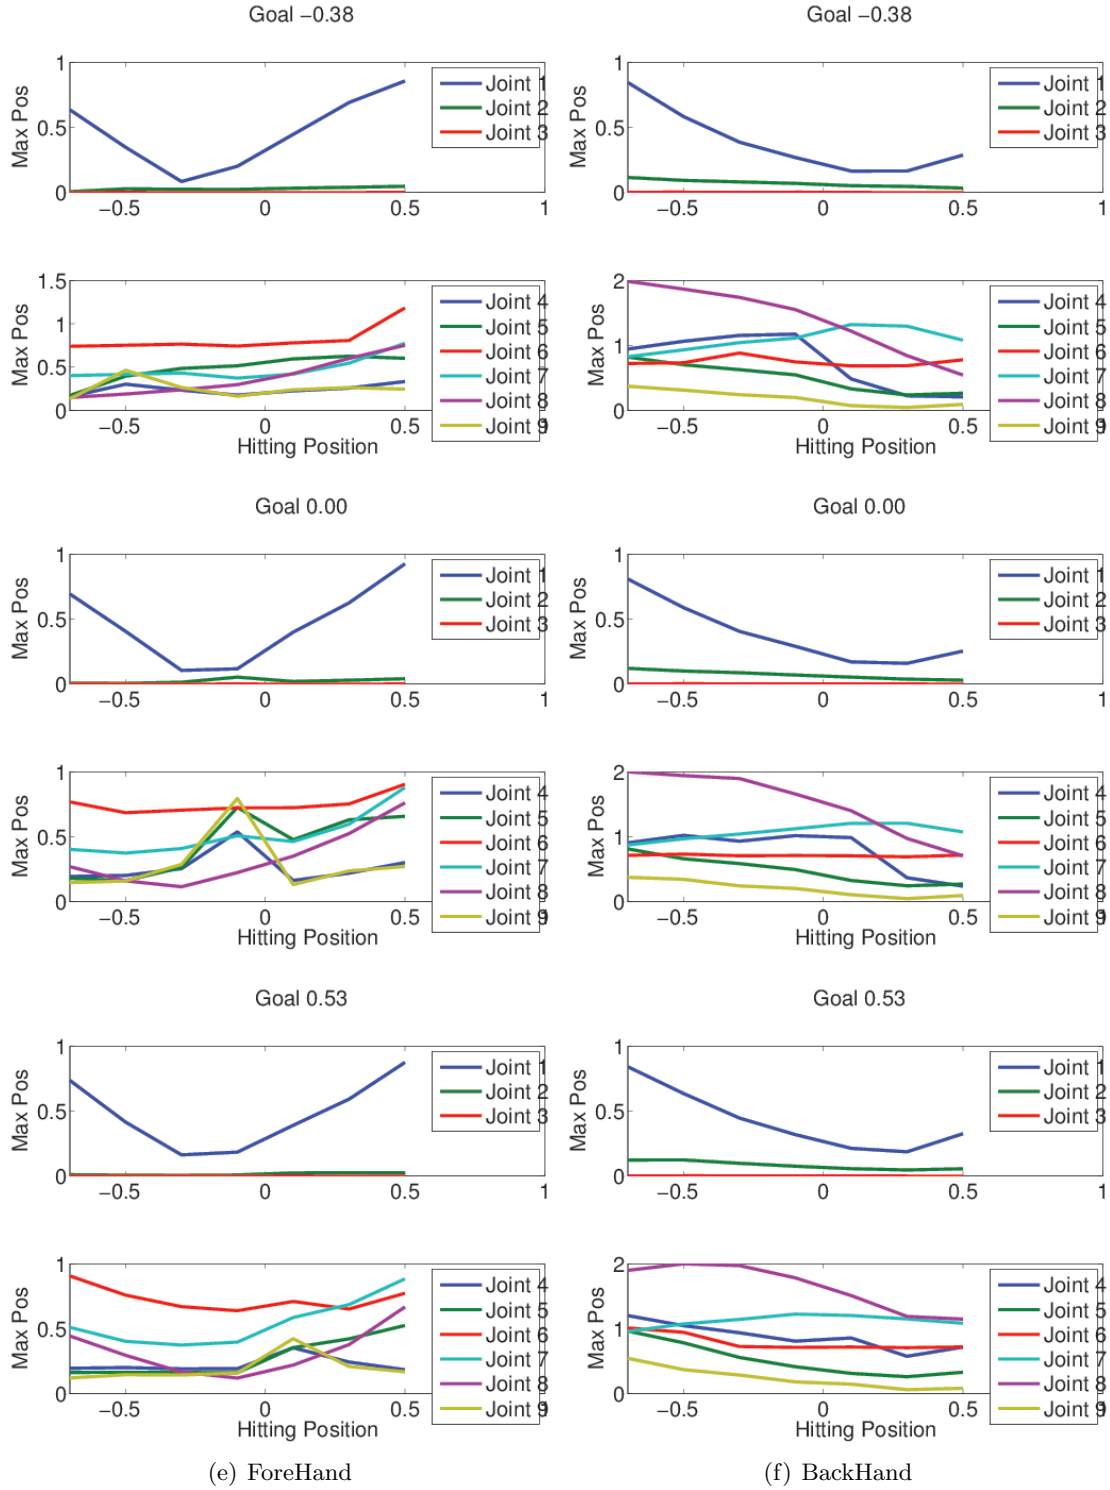 Goal −0.38
Max Pos
1
0.5
0
−0.5
0
0.5
1
Joint 1
Joint 2
Joint 3
Max Pos
1.5
1
0.5
0
−0.5
0
0.5
Hitting Position
Joint 4
Joint 5
Joint 6
Joint 7
Joint 8
Joint 9
Goal 0.00
Max Pos
1
0.5
0
−0.5
0
0.5
1
Joint 1
Joint 2
Joint 3
Max Pos
1
0.5
0
−0.5
0
0.5
Hitting Position
Joint 4
Joint 5
Joint 6
Joint 7
Joint 8
Joint 9
Goal 0.53
Max Pos
1
0.5
0
−0.5
0
0.5
1
Joint 1
Joint 2
Joint 3
Max Pos
1
0.5
0
−0.5
0
0.5
Hitting Position
Joint 4
Joint 5
Joint 6
Joint 7
Joint 8
Joint 9
(e) ForeHand
Goal −0.38
Max Pos
1
0.5
0
−0.5
0
0.5
1
Joint 1
Joint 2
Joint 3
Max Pos
2
1
0
−0.5
0
0.5
Hitting Position
Joint 4
Joint 5
Joint 6
Joint 7
Joint 8
Joint 9
Goal 0.00
Max Pos
1
0.5
0
−0.5
0
0.5
1
Joint 1
Joint 2
Joint 3
Max Pos
2
1
0
−0.5
0
0.5
Hitting Position
Joint 4
Joint 5
Joint 6
Joint 7
Joint 8
Joint 9
Goal 0.53
Max Pos
1
0.5
0
−0.5
0
0.5
1
Joint 1
Joint 2
Joint 3
Max Pos
2
1
0
−0.5
0
0.5
Hitting Position
Joint 4
Joint 5
Joint 6
Joint 7
Joint 8
Joint 9
(f) BackHand